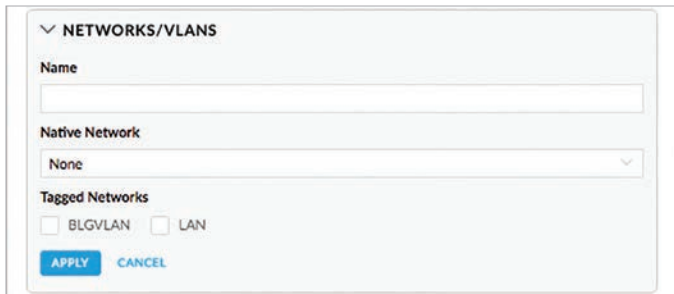 NETWORKS/VLANS
Name
Native Network
None
Tagged Networks
BLGVLAN LAN
APPLY CANCEL